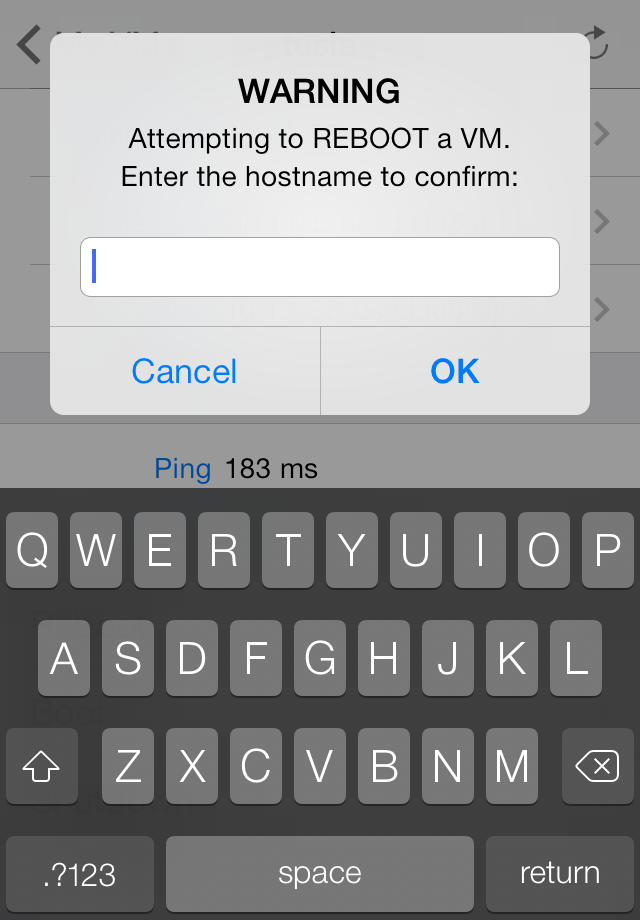 WARNING
Attempting to REBOOT a VM.
Enter the hostname to confirm:
Cancel OK
Ping 183 ms
Q W E R T Y U I O P
A S D F G H J K L
Z X C V B N M
.?123 space return